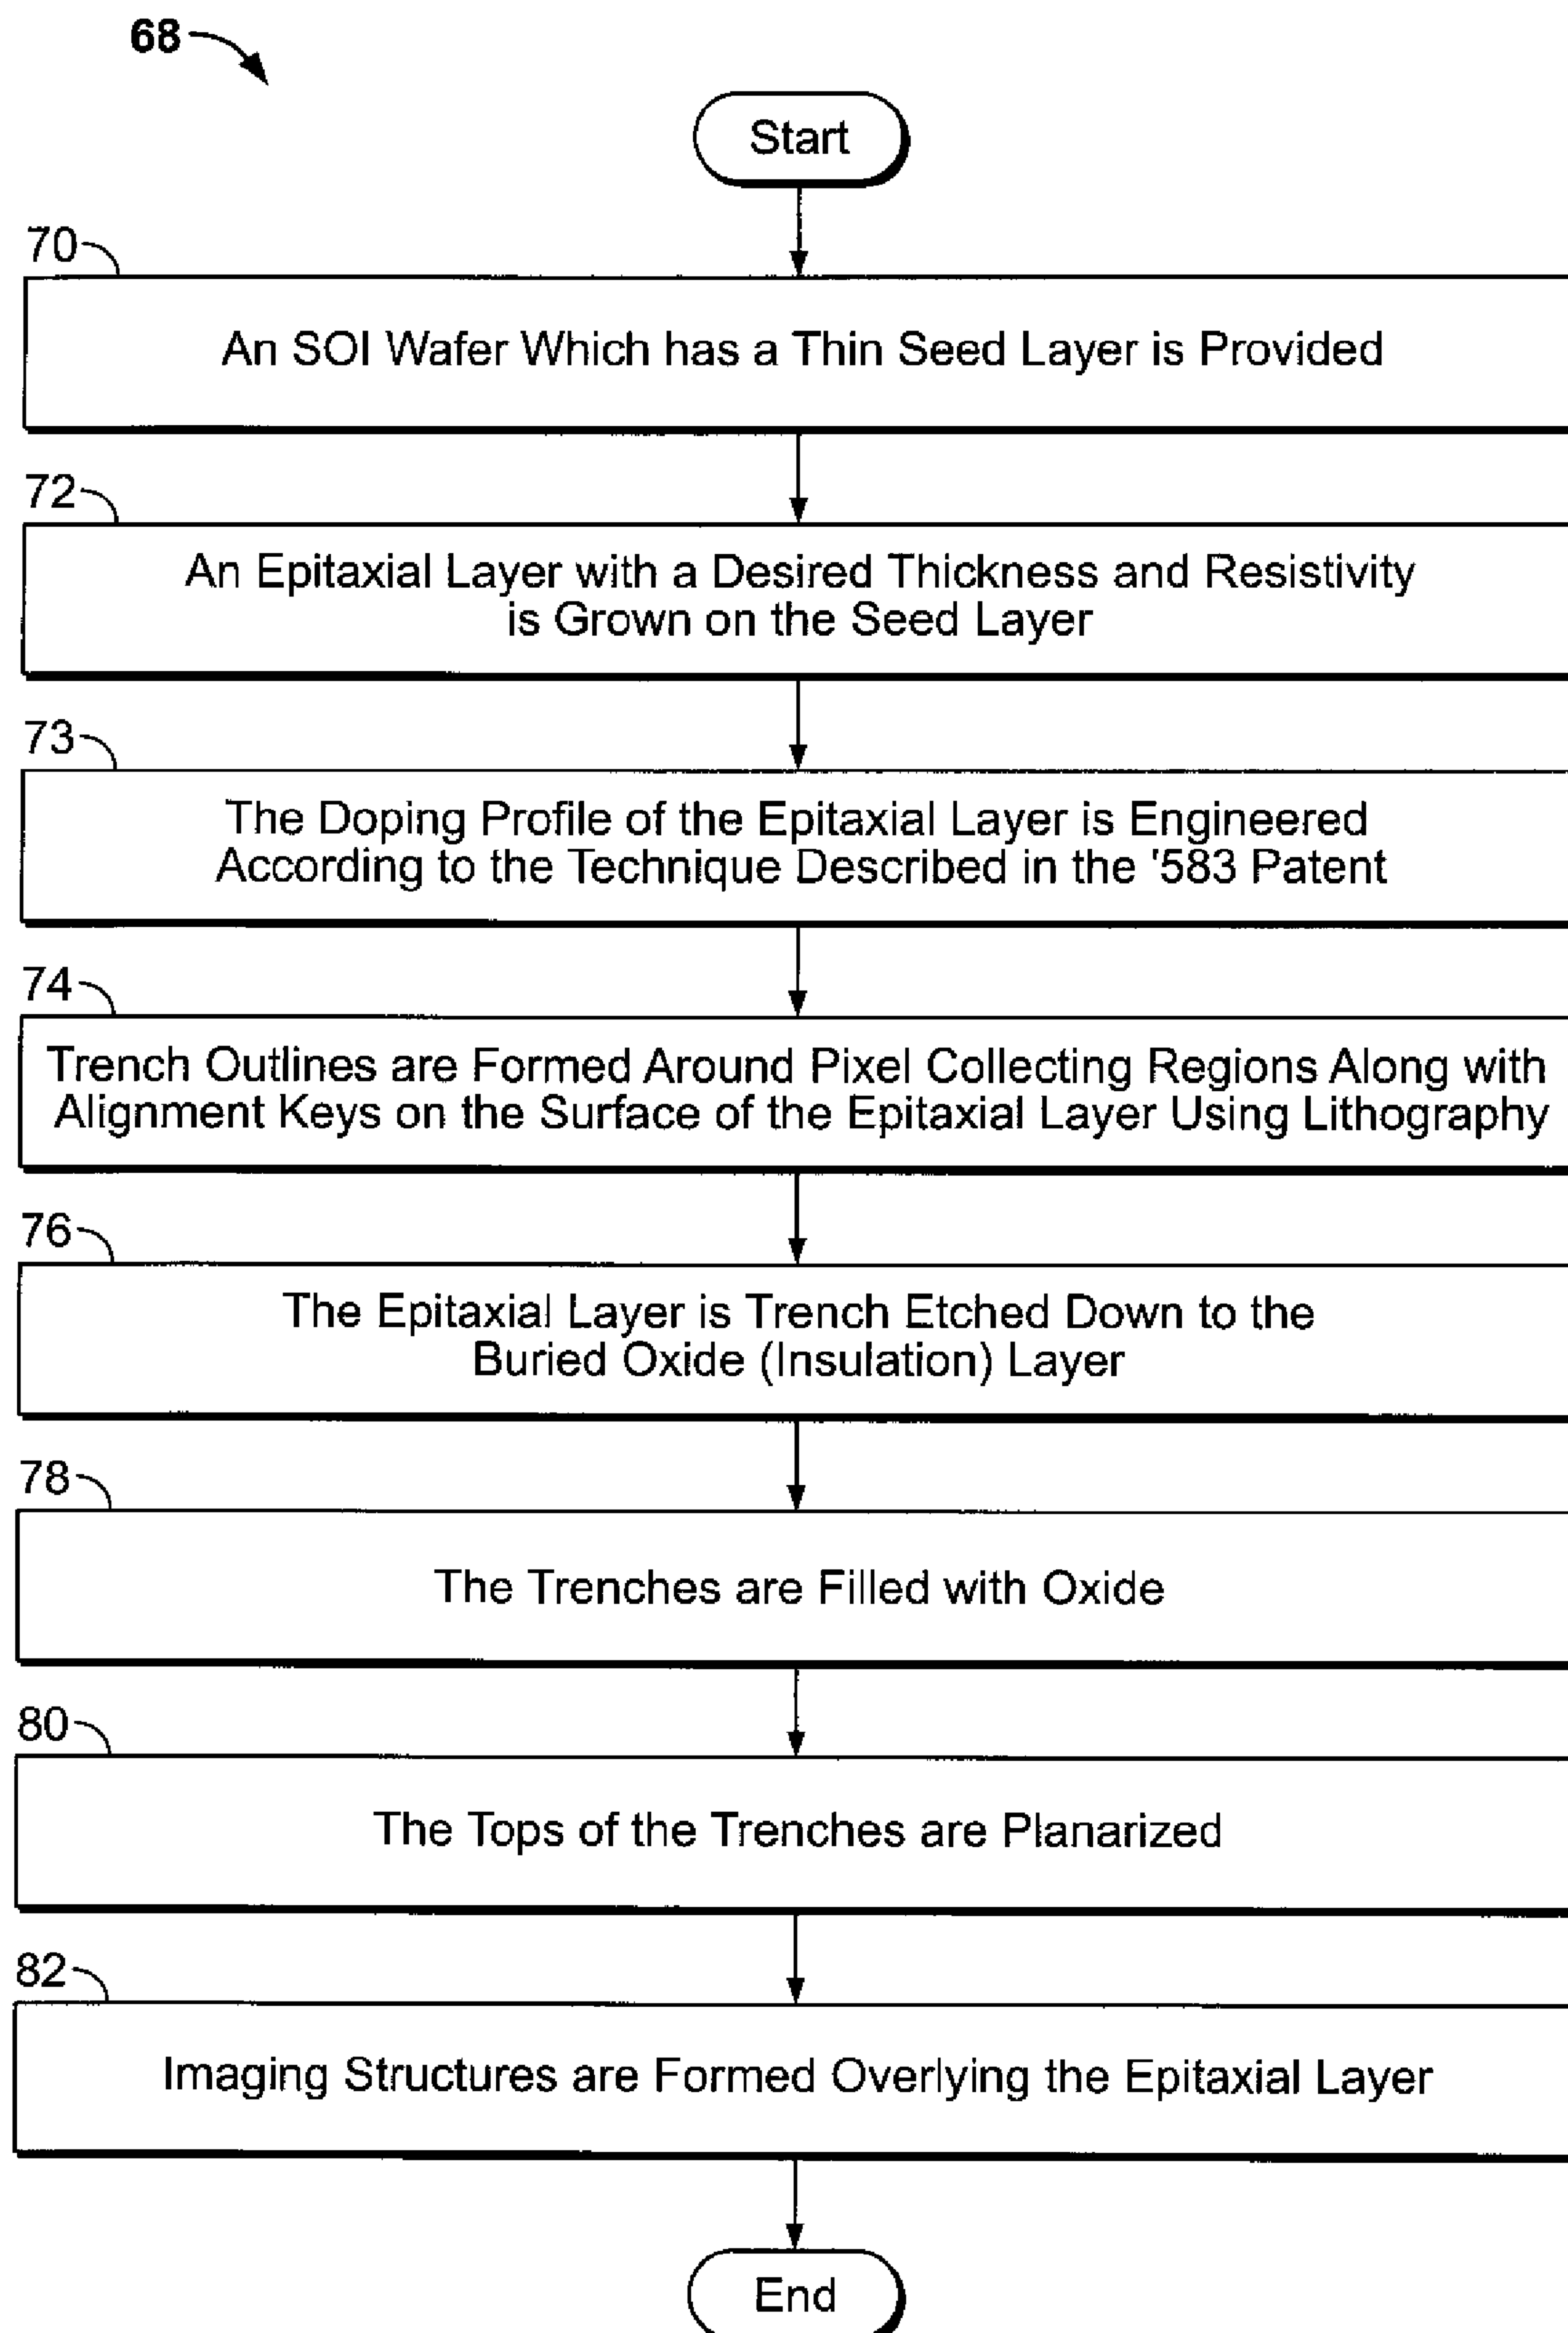 68
Start
70
An SOI Wafer Which has a Thin Seed Layer is Provided
72
An Epitaxial Layer with a Desired Thickness and Resistivity
is Grown on the Seed Layer
73
The Doping Profile of the Epitaxial Layer is Engineered
According to the Technique Described in the '583 Patent
74
Trench Outlines are Formed Around Pixel Collecting Regions Along with
Alignment Keys on the Surface of the Epitaxial Layer Using Lithography
76
The Epitaxial Layer is Trench Etched Down to the
Buried Oxide (Insulation) Layer
78
The Trenches are Filled with Oxide
80
The Tops of the Trenches are Planarized
82
Imaging Structures are Formed Overlying the Epitaxial Layer
End